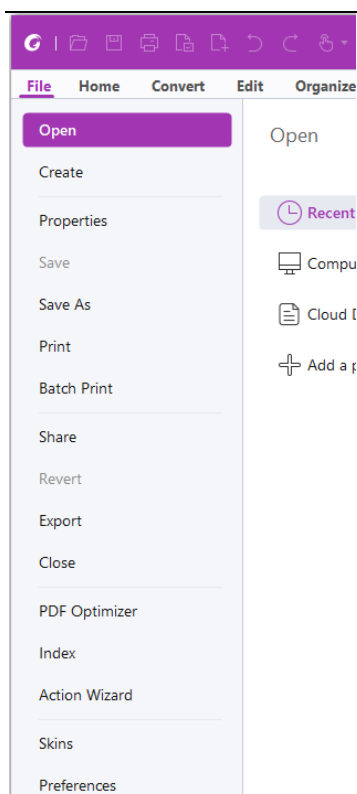 File Home Convert Edit Organize
Open
Create
Properties
Save
Save As
Print
Batch Print
Share
Revert
Export
Close
PDF Optimizer
Index
Action Wizard
Skins
Preferences
Open
Recent
Compu
Cloud D
Add a p